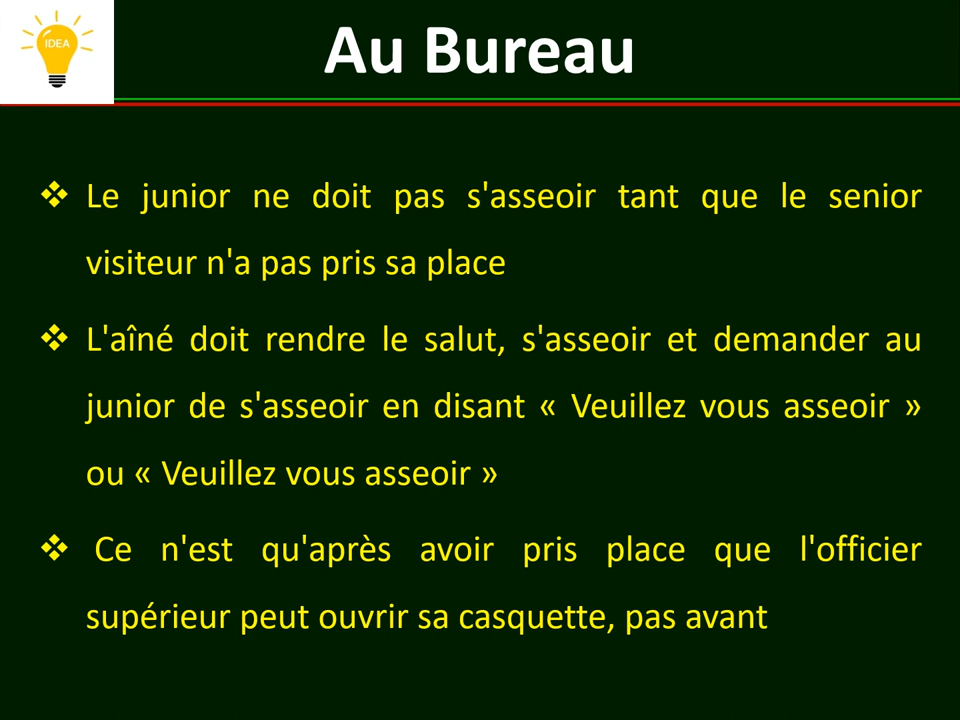 IDEA
Au Bureau
❖ Le junior ne doit pas s'asseoir tant que le senior
visiteur n'a pas pris sa place
❖ L'aîné doit rendre le salut, s'asseoir et demander au
junior de s'asseoir en disant « Veuillez vous asseoir »
ou « Veuillez vous asseoir »
❖ Ce n'est qu'après avoir pris place que l'officier
supérieur peut ouvrir sa casquette, pas avant